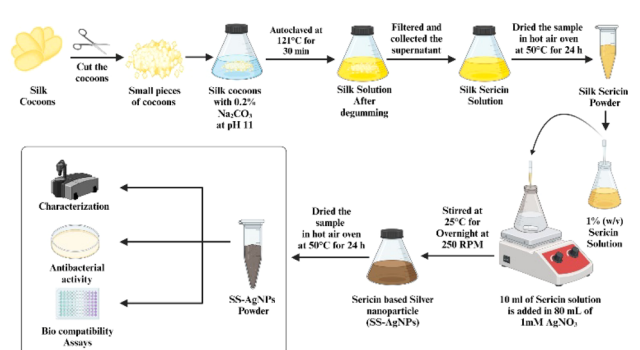 Cut the
cocoons
Silk
Cocoons
Small pieces
of cocoons
Silk cocoons
with 0.2%
Na₂CO₃
at pH 11
Autoclaved at
121°C for
30 min
Silk Solution
After
degumming
Filtered and
collected the
supernatant
Silk Sericin
Solution
Dried the sample
in hot air oven
at 50°C for 24 h
Silk Sericin
Powder
1% (w/v)
Sericin
Solution
10 ml of Sericin solution
is added in 80 mL of
1mM AgNO₃
Stirred at
25°C for
Overnight at
250 RPM
Sericin based Silver
nanoparticle
(SS-AgNPs)
Dried the
sample
in hot air oven
at 50°C for 24 h
SS-AgNPs
Powder
Characterization
Antibacterial
activity
Bio compatibility
Assays